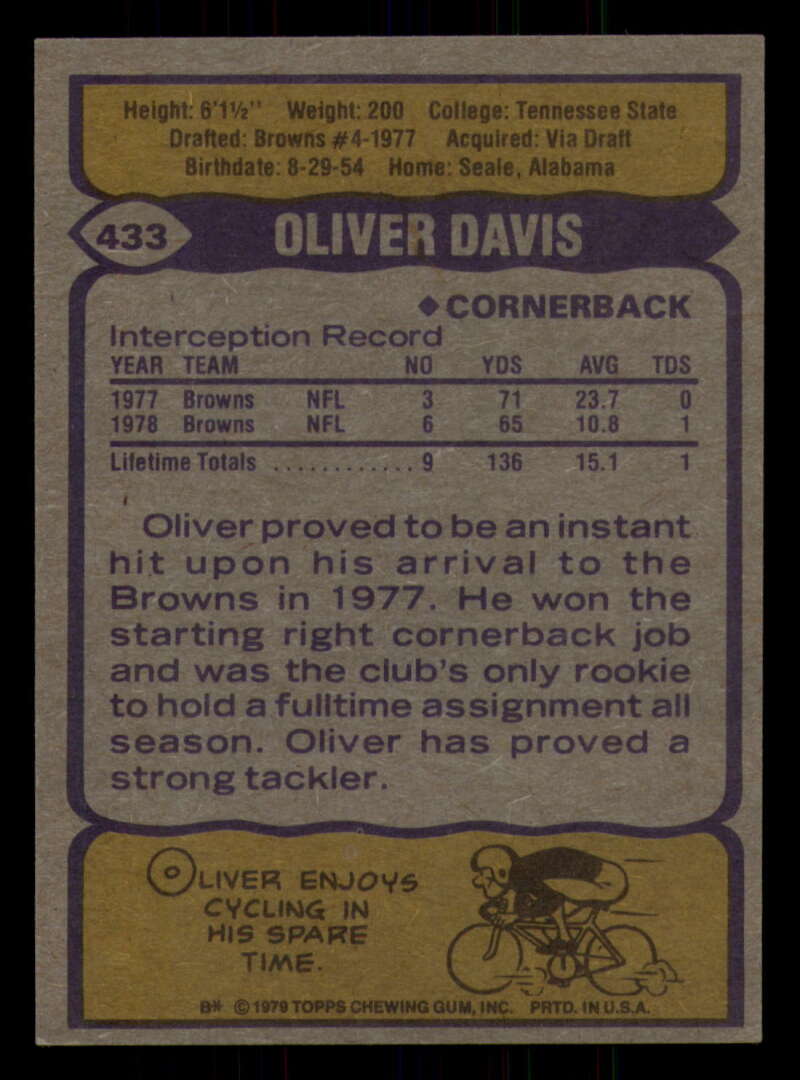 Height: 6'1½" Weight: 200 College: Tennessee State
Drafted: Browns #4-1977 Acquired: Via Draft
Birthdate: 8-29-54 Home: Seale, Alabama
433 OLIVER DAVIS
◆CORNERBACK
Interception Record
YEAR TEAM NO YDS AVG TDS
1977 Browns NFL 3 71 23.7 0
1978 Browns NFL 6 65 10.8 1
Lifetime Totals ............ 9 136 15.1 1
Oliver proved to be an instant
hit upon his arrival to the
Browns in 1977. He won the
starting right cornerback job
and was the club's only rookie
to hold a fulltime assignment all
season. Oliver has proved a
strong tackler.
OLIVER ENJOYS
CYCLING IN
HIS SPARE
TIME.
B* © 1979 TOPPS CHEWING GUM, INC. PRTD. IN U.S.A.